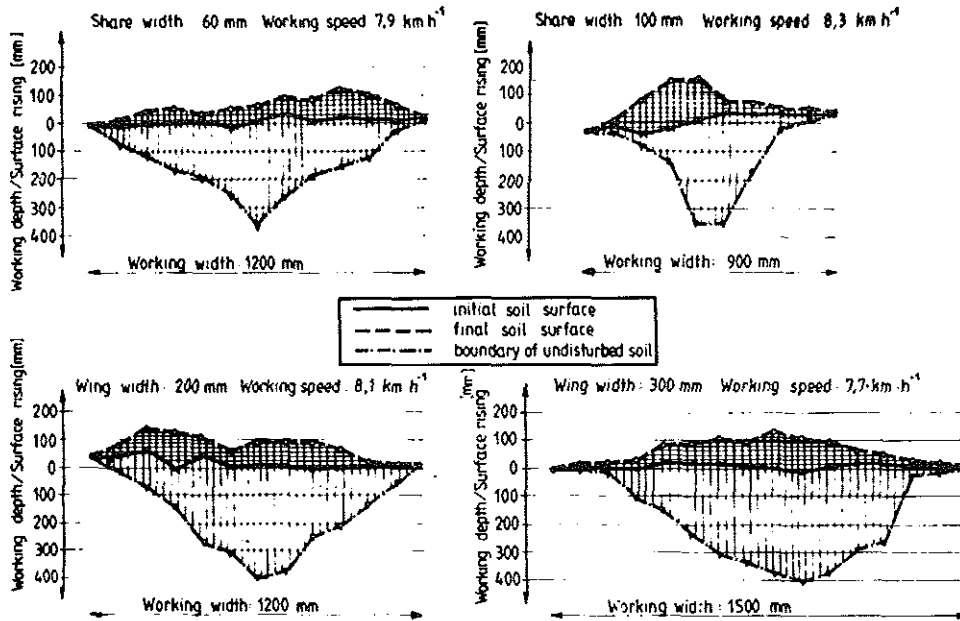 Share width 60 mm Working speed 7,9 km h⁻¹
Working depth/Surface rising [mm]
200
100
0
100
200
300
400
Working width: 1200 mm
Share width 100 mm Working speed 8,3 km h⁻¹
Working depth/Surface rising [mm]
200
100
0
100
200
300
400
Working width: 900 mm
initial soil surface
final soil surface
boundary of undisturbed soil
Wing width: 200 mm Working speed: 8,1 km h⁻¹
Working depth/Surface rising [mm]
200
100
0
100
200
300
400
Working width: 1200 mm
Wing width: 300 mm Working speed: 7,7 km h⁻¹
Working depth/Surface rising [mm]
200
100
0
100
200
300
400
Working width: 1500 mm